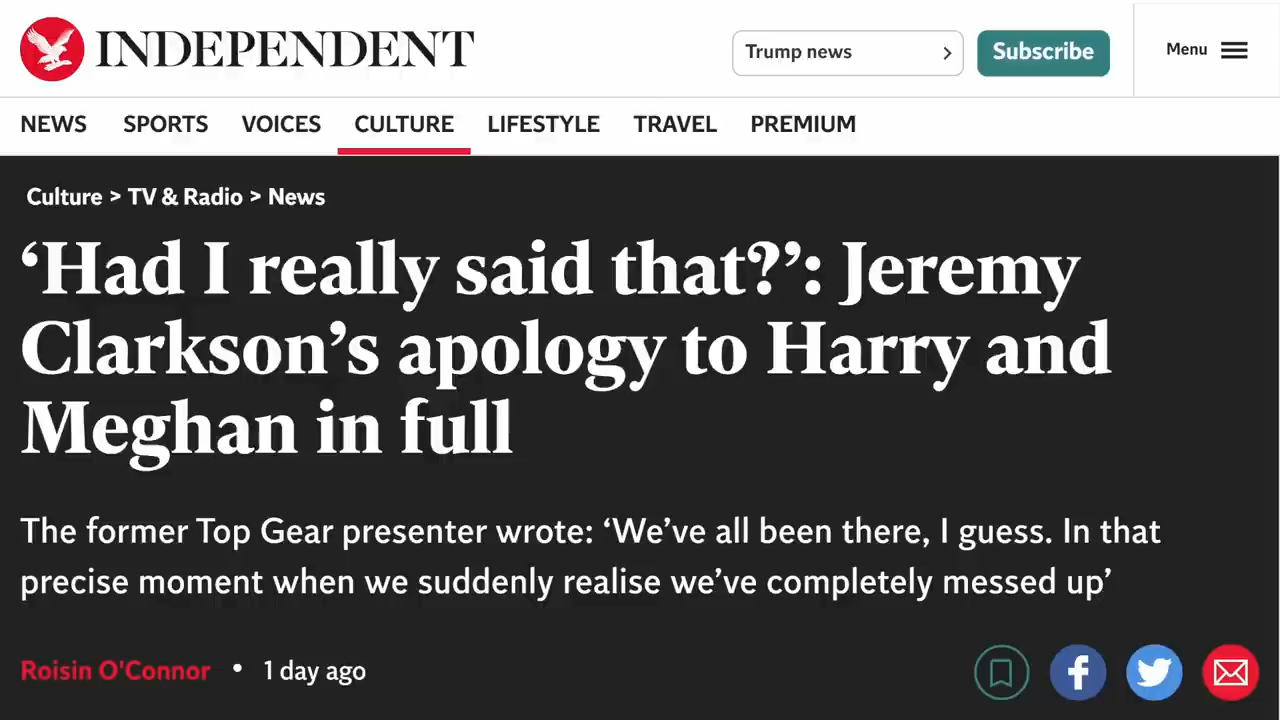 INDEPENDENT
Trump news
Subscribe
Menu
NEWS SPORTS VOICES CULTURE LIFESTYLE TRAVEL PREMIUM
Culture > TV & Radio > News
‘Had I really said that?’: Jeremy
Clarkson’s apology to Harry and
Meghan in full
The former Top Gear presenter wrote: ‘We’ve all been there, I guess. In that
precise moment when we suddenly realise we’ve completely messed up’
Roisin O'Connor • 1 day ago